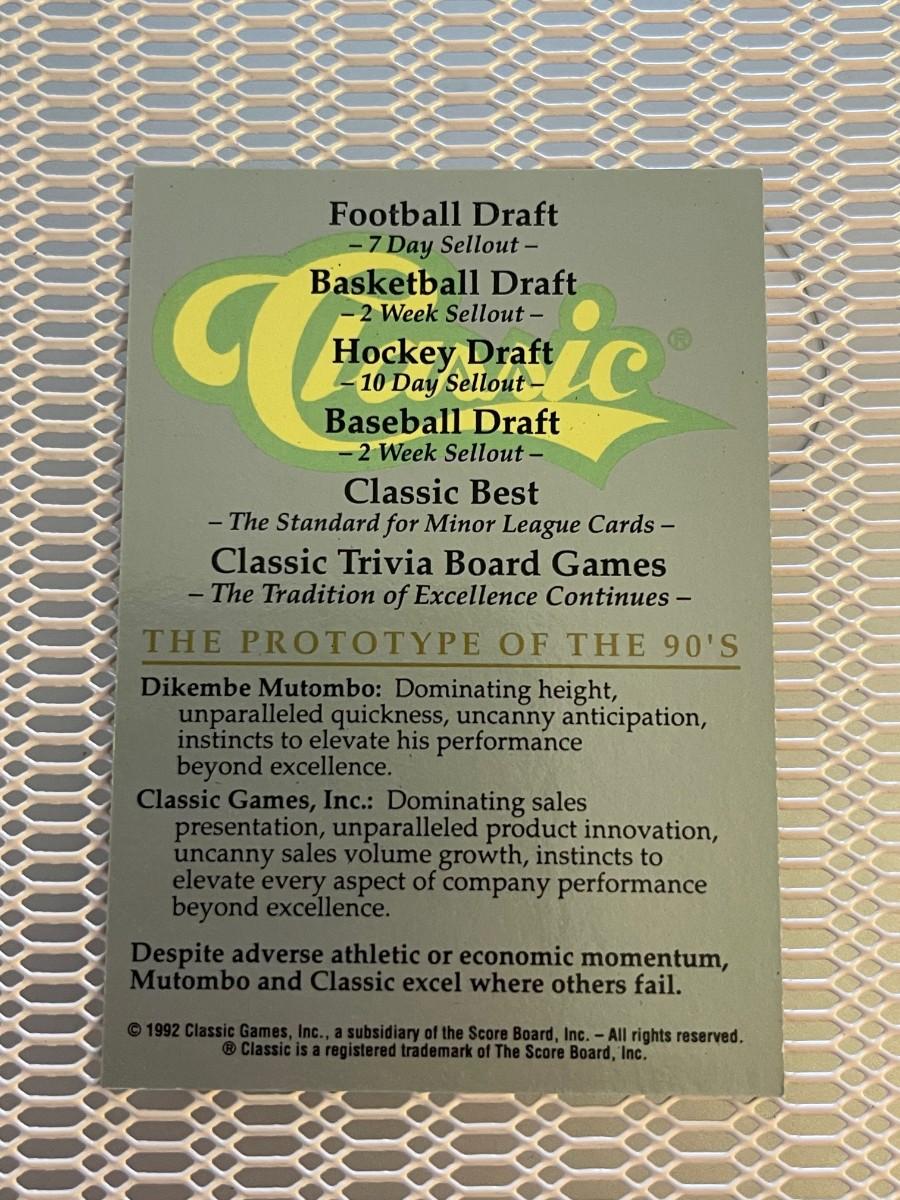 Football Draft
– 7 Day Sellout –
Basketball Draft
– 2 Week Sellout –
Classic ®
Hockey Draft
– 10 Day Sellout –
Baseball Draft
– 2 Week Sellout –
Classic Best
– The Standard for Minor League Cards –
Classic Trivia Board Games
– The Tradition of Excellence Continues –
THE PROTOTYPE OF THE 90'S
Dikembe Mutombo: Dominating height,
unparalleled quickness, uncanny anticipation,
instincts to elevate his performance
beyond excellence.
Classic Games, Inc.: Dominating sales
presentation, unparalleled product innovation,
uncanny sales volume growth, instincts to
elevate every aspect of company performance
beyond excellence.
Despite adverse athletic or economic momentum,
Mutombo and Classic excel where others fail.
© 1992 Classic Games, Inc., a subsidiary of the Score Board, Inc. – All rights reserved.
® Classic is a registered trademark of The Score Board, Inc.